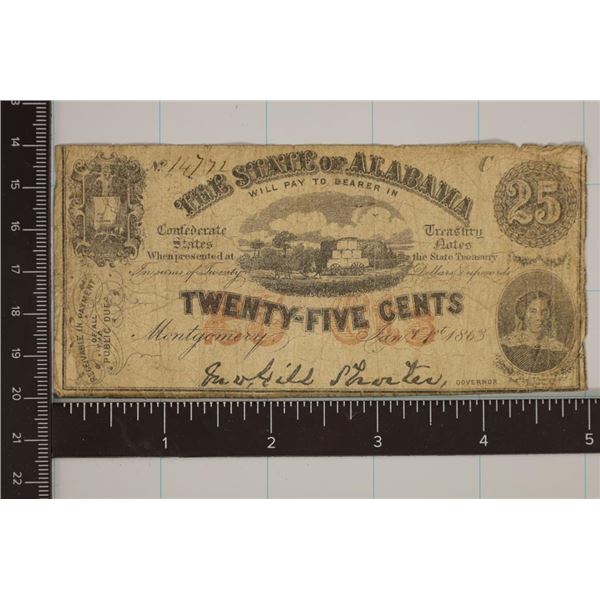 No. 14771 C
THE STATE OF ALABAMA
WILL PAY TO BEARER IN
25
Confederate States
Treasury Notes
When presented at the State Treasury
In sums of Twenty Dollars & upwards
TWENTY-FIVE CENTS
Montgomery Jany. 1st. 1863
Jno. Gill Shorter,
GOVERNOR
RECEIVABLE IN PAYMENT
OF ALL
PUBLIC DUES
13
14
15
16
17
18
19
20
21
22
1 2 3 4 5